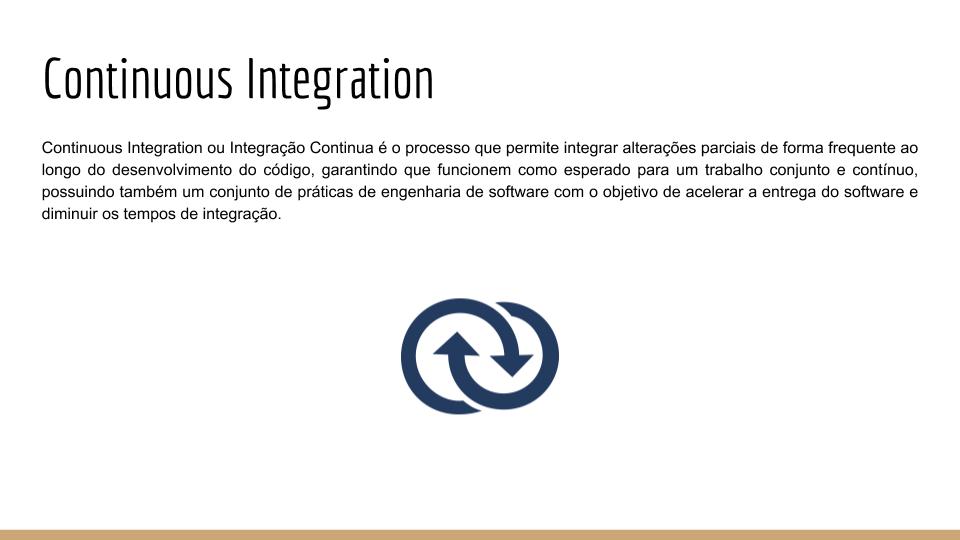 Continuous Integration
Continuous Integration ou Integração Continua é o processo que permite integrar alterações parciais de forma frequente ao
longo do desenvolvimento do código, garantindo que funcionem como esperado para um trabalho conjunto e contínuo,
possuindo também um conjunto de práticas de engenharia de software com o objetivo de acelerar a entrega do software e
diminuir os tempos de integração.